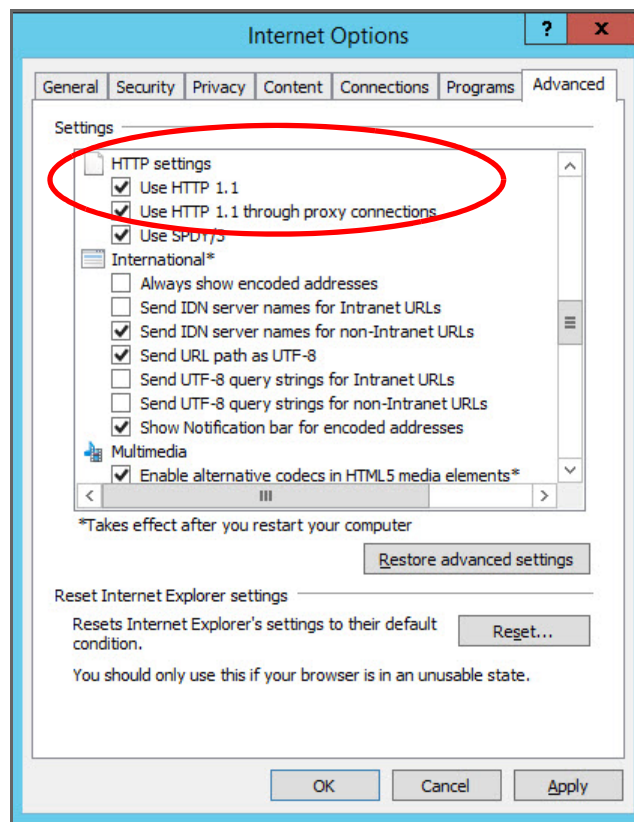 Internet Options
? x
General Security Privacy Content Connections Programs Advanced
Settings
HTTP settings
Use HTTP 1.1
Use HTTP 1.1 through proxy connections
Use SPDY/3
International*
Always show encoded addresses
Send IDN server names for Intranet URLs
Send IDN server names for non-Intranet URLs
Send URL path as UTF-8
Send UTF-8 query strings for Intranet URLs
Send UTF-8 query strings for non-Intranet URLs
Show Notification bar for encoded addresses
Multimedia
Enable alternative codecs in HTML5 media elements*
*Takes effect after you restart your computer
Restore advanced settings
Reset Internet Explorer settings
Resets Internet Explorer's settings to their default
condition.
Reset...
You should only use this if your browser is in an unusable state.
OK Cancel Apply